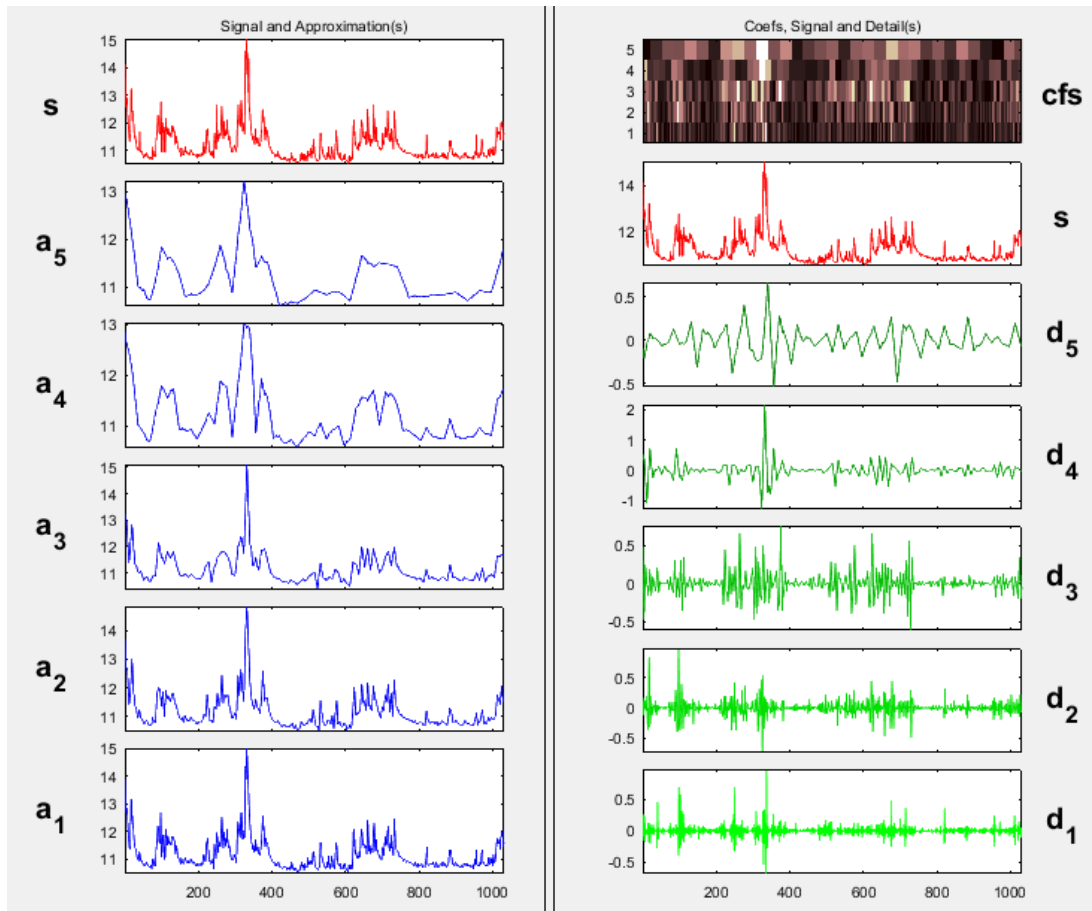 Signal and Approximation(s)
15
14
13
12
11
s
13
12
11
a5
13
12
11
a4
15
14
13
12
11
a3
14
13
12
11
a2
15
14
13
12
11
a1
200 400 600 800 1000
Coefs, Signal and Detail(s)
5
4
3
2
1
cfs
14
12
s
0.5
0
-0.5
d5
2
1
0
-1
d4
0.5
0
-0.5
d3
0.5
0
-0.5
d2
0.5
0
-0.5
d1
200 400 600 800 1000